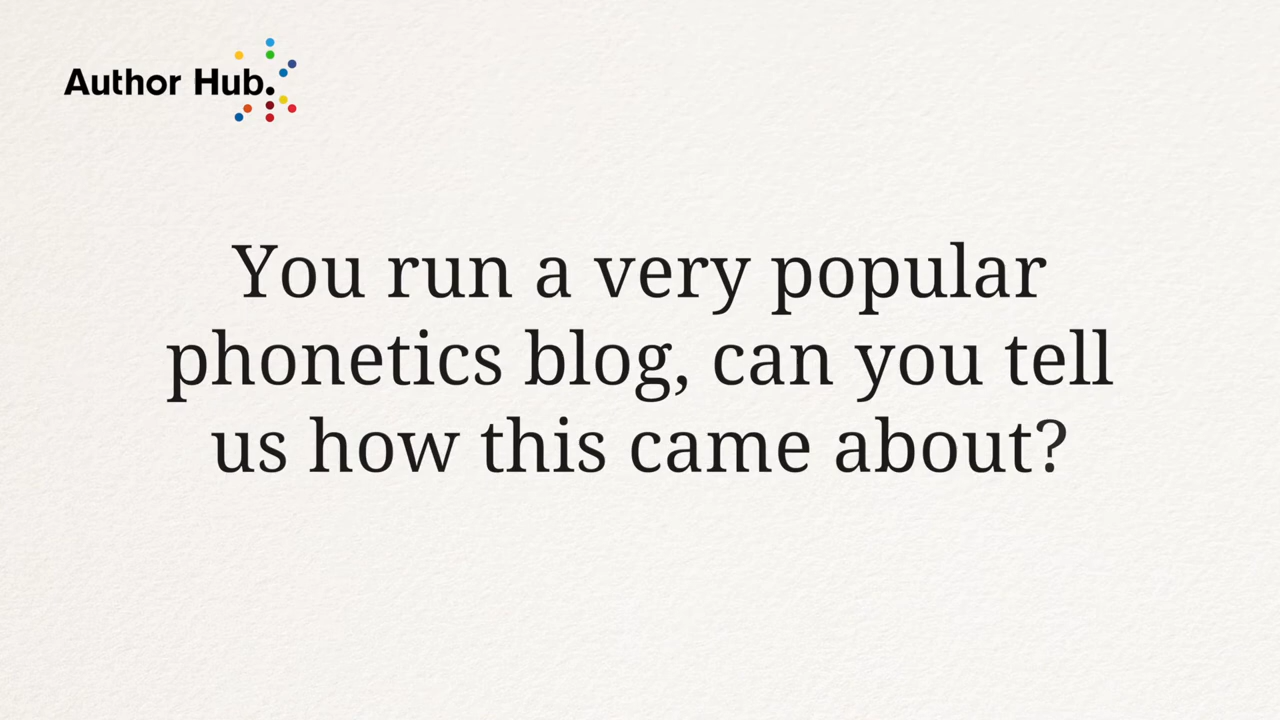 Author Hub.
You run a very popular
phonetics blog, can you tell
us how this came about?